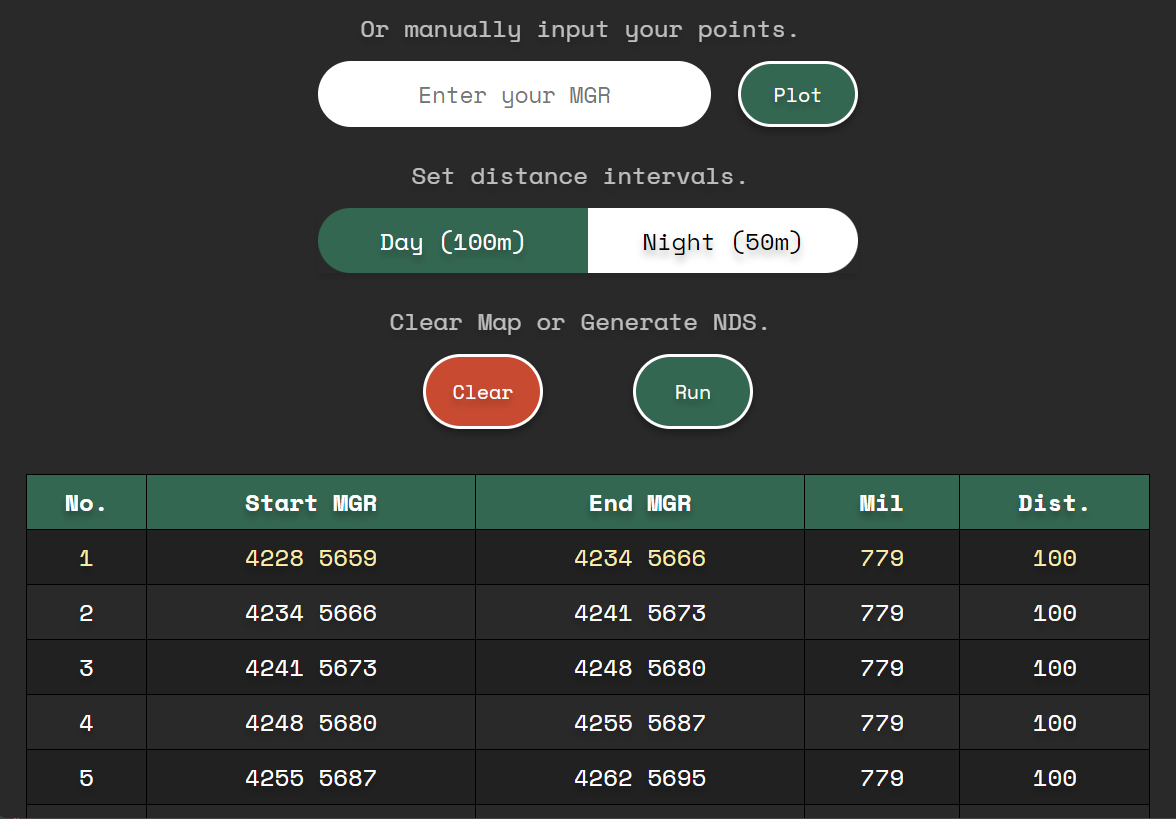 Or manually input your points.
Enter your MGR Plot
Set distance intervals.
Day (100m) Night (50m)
Clear Map or Generate NDS.
Clear Run
No. Start MGR End MGR Mil Dist.
1 4228 5659 4234 5666 779 100
2 4234 5666 4241 5673 779 100
3 4241 5673 4248 5680 779 100
4 4248 5680 4255 5687 779 100
5 4255 5687 4262 5695 779 100